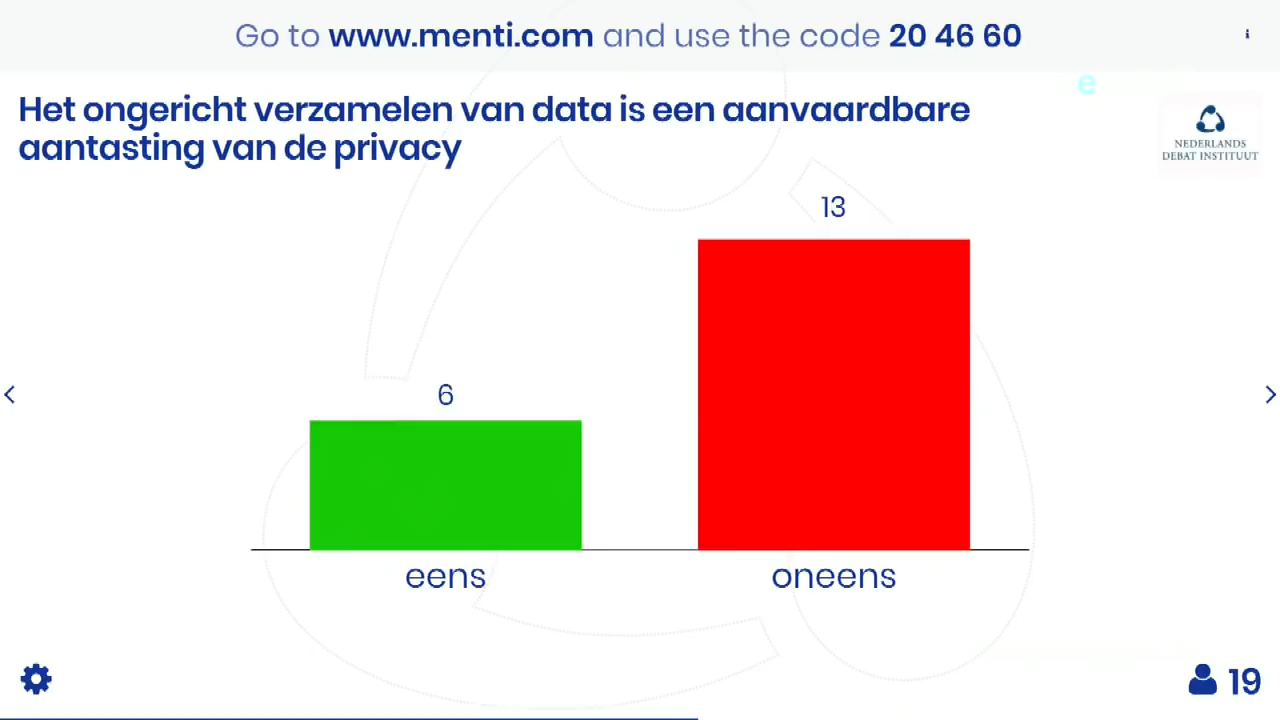 Go to www.menti.com and use the code 20 46 60
i
e
Het ongericht verzamelen van data is een aanvaardbare
aantasting van de privacy
NEDERLANDS
DEBAT INSTITUUT
13
6
eens
oneens
19